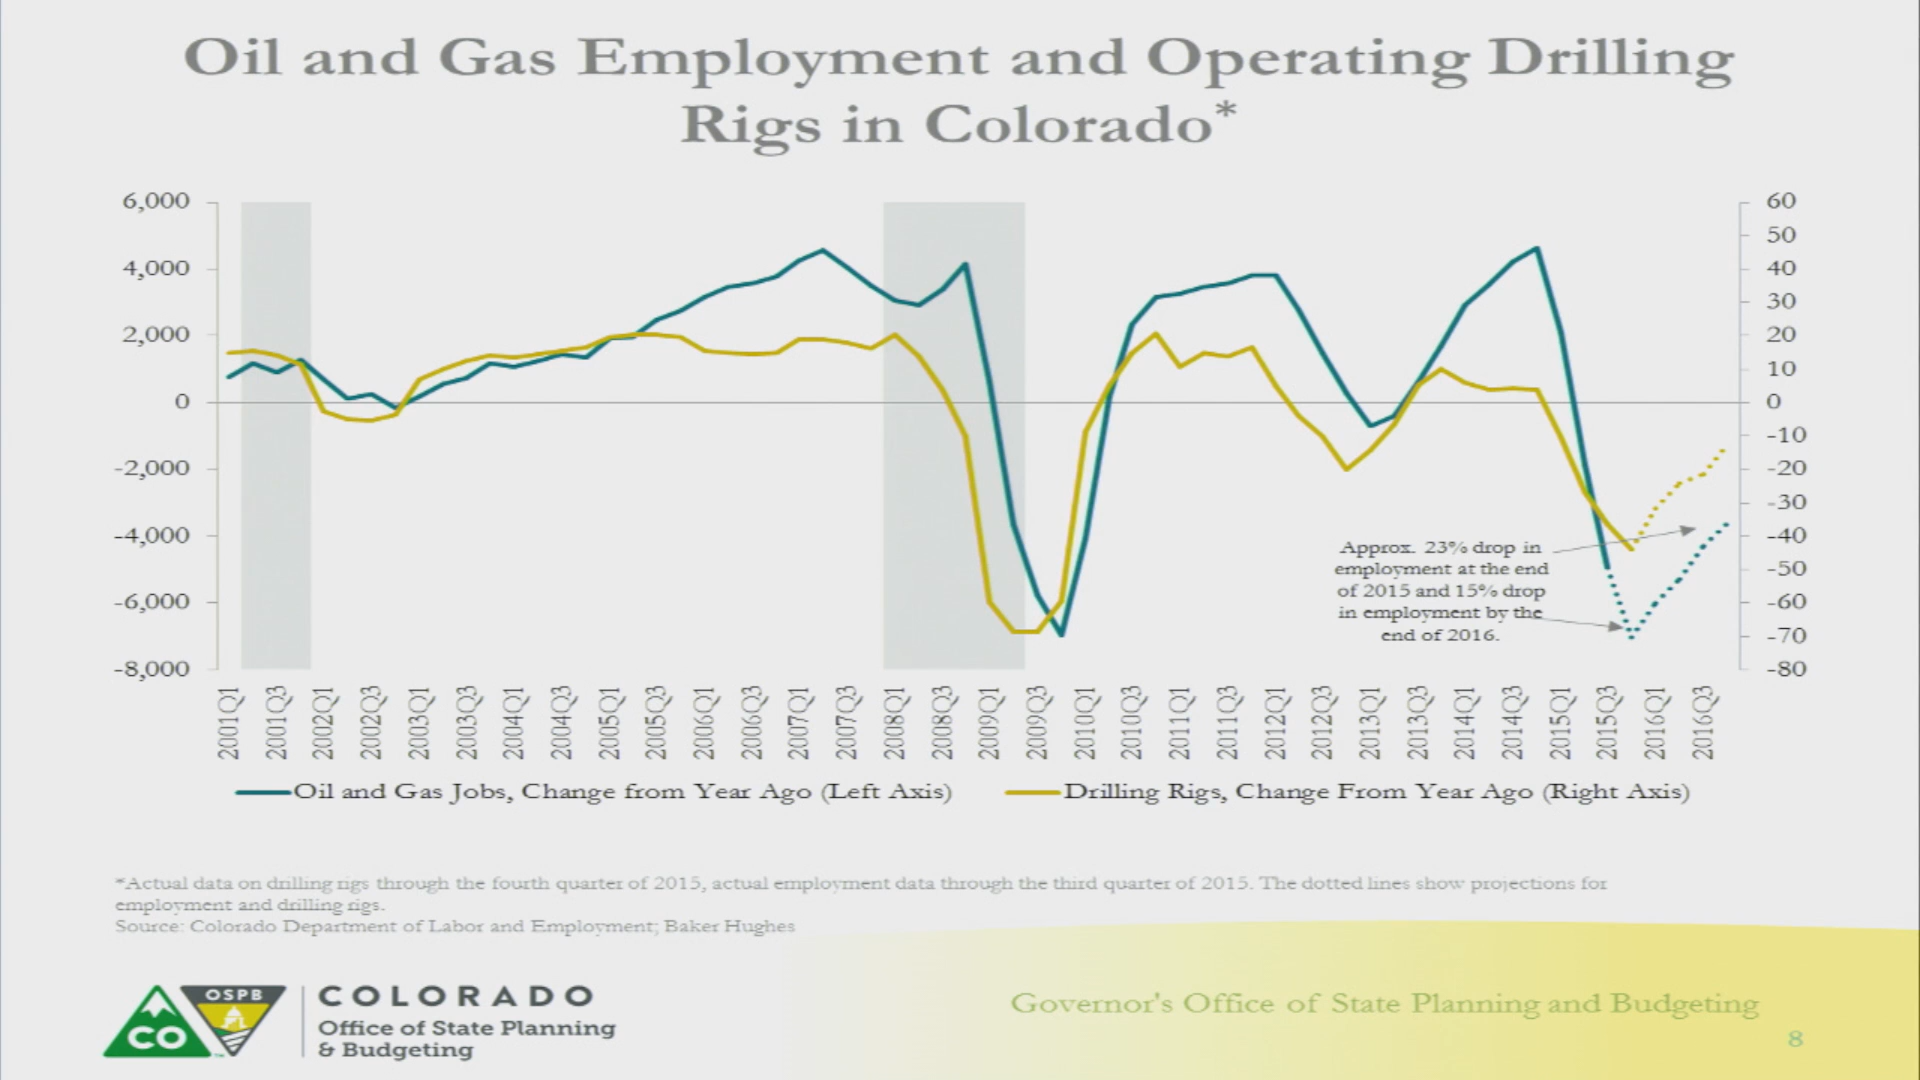 Oil and Gas Employment and Operating Drilling
Rigs in Colorado*
6,000
4,000
2,000
0
-2,000
-4,000
-6,000
-8,000
60
50
40
30
20
10
0
-10
-20
-30
-40
-50
-60
-70
-80
Approx. 23% drop in
employment at the end
of 2015 and 15% drop
in employment by the
end of 2016.
2001Q1
2001Q3
2002Q1
2002Q3
2003Q1
2003Q3
2004Q1
2004Q3
2005Q1
2005Q3
2006Q1
2006Q3
2007Q1
2007Q3
2008Q1
2008Q3
2009Q1
2009Q3
2010Q1
2010Q3
2011Q1
2011Q3
2012Q1
2012Q3
2013Q1
2013Q3
2014Q1
2014Q3
2015Q1
2015Q3
2016Q1
2016Q3
Oil and Gas Jobs, Change from Year Ago (Left Axis)
Drilling Rigs, Change From Year Ago (Right Axis)
*Actual data on drilling rigs through the fourth quarter of 2015, actual employment data through the third quarter of 2015. The dotted lines show projections for
employment and drilling rigs.
Source: Colorado Department of Labor and Employment; Baker Hughes
CO
OSPB
TM
COLORADO
Office of State Planning
& Budgeting
Governor's Office of State Planning and Budgeting
8